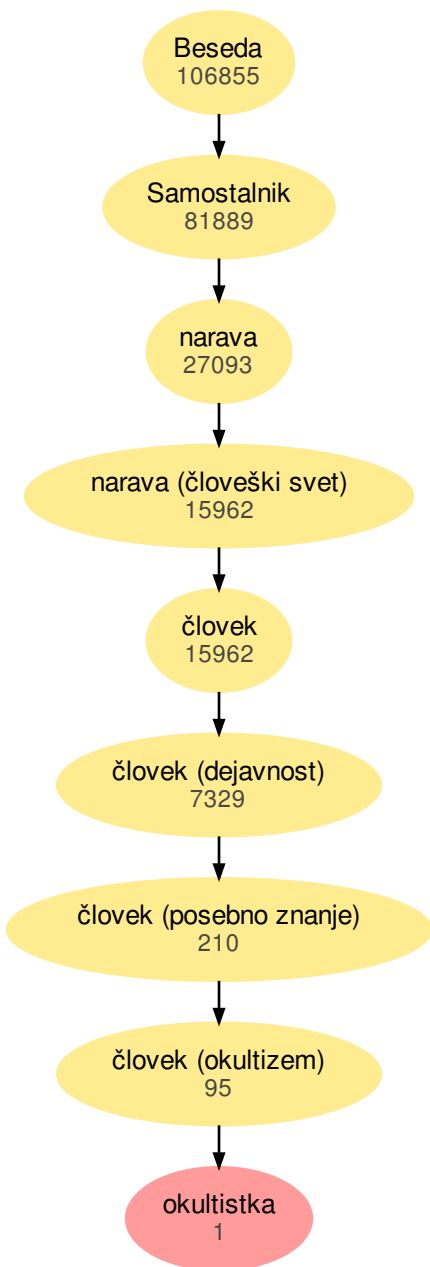 Beseda
106855
Samostalnik
81889
narava
27093
narava (človeški svet)
15962
človek
15962
človek (dejavnost)
7329
človek (posebno znanje)
210
človek (okultizem)
95
okultistka
1